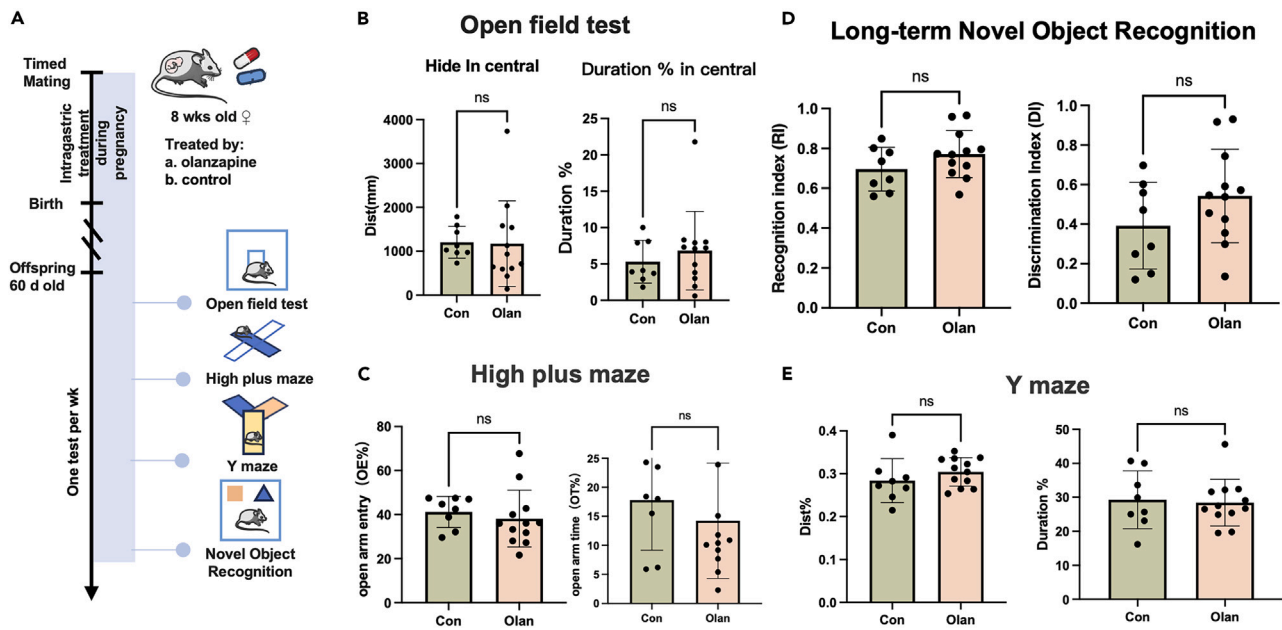 A
Timed
Mating
Intragastric treatment
during
pregnancy
8 wks old ♀
Treated by:
a. olanzapine
b. control
Birth
Offspring
60 d old
One test per wk
Open field test
High plus maze
Y maze
Novel Object
Recognition
B
Open field test
Hide In central
ns
Dist(mm)
4000
3000
2000
1000
0
Con
Olan
Duration % in central
ns
Duration %
25
20
15
10
5
0
Con
Olan
C
High plus maze
ns
open arm entry (OE%)
80
60
40
20
0
Con
Olan
ns
open arm time (OT%)
25
20
15
10
5
0
Con
Olan
D
Long-term Novel Object Recognition
ns
Recognition index (RI)
1.0
0.8
0.6
0.4
0.2
0.0
Con
Olan
ns
Discrimination Index (DI)
1.0
0.8
0.6
0.4
0.2
0.0
Con
Olan
E
Y maze
ns
Dist%
0.4
0.3
0.2
0.1
0.0
Con
Olan
ns
Duration %
50
40
30
20
10
0
Con
Olan